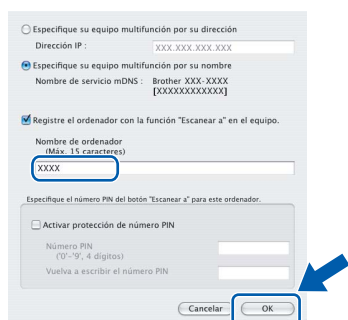 Especifique su equipo multifunción por su dirección
Dirección IP :
XXX.XXX.XXX.XXX
Especifique su equipo multifunción por su nombre
Nombre de servicio mDNS : Brother XXX-XXXX
[XXXXXXXXXXXX]
Registre el ordenador con la función "Escanear a" en el equipo.
Nombre de ordenador
(Máx. 15 caracteres)
XXXX
Especifique el número PIN del botón "Escanear a" para este ordenador.
Activar protección de número PIN
Número PIN
('0'-'9', 4 dígitos)
Vuelva a escribir el número PIN
Cancelar OK